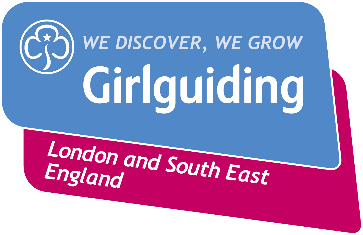 WE DISCOVER, WE GROW
Girlguiding
London and South East
England